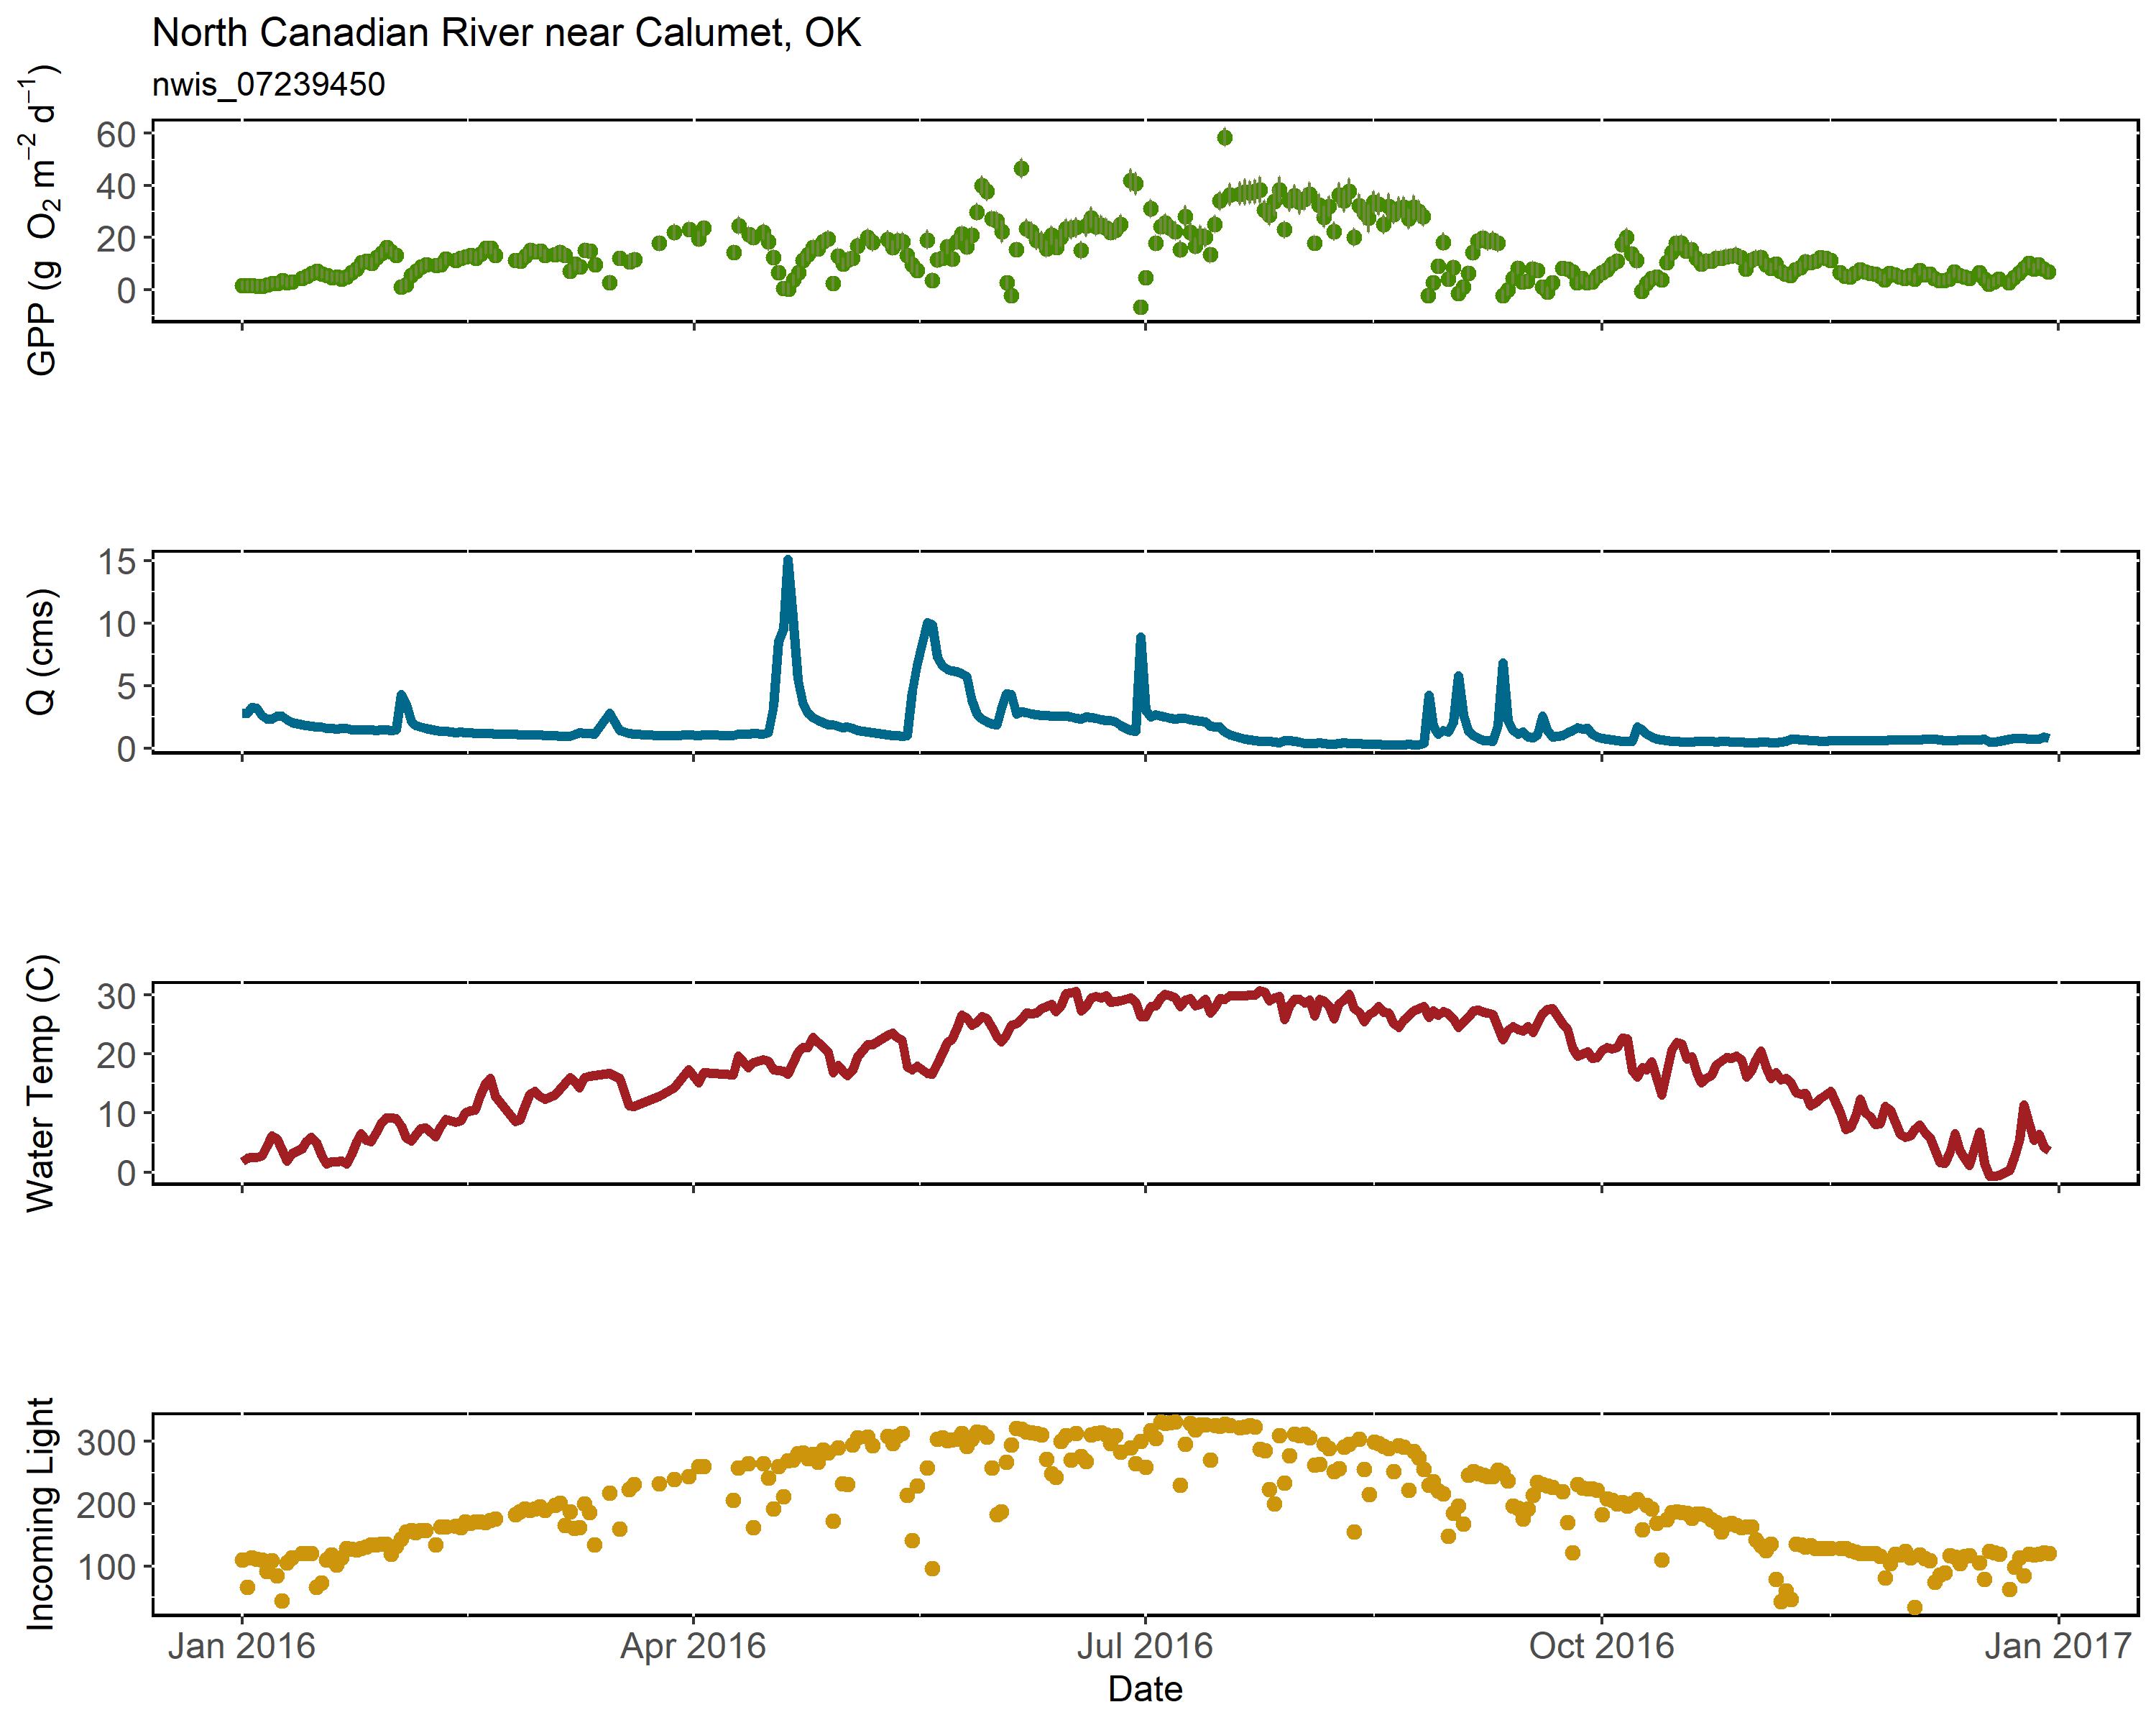 North Canadian River near Calumet, OK
nwis_07239450
GPP (g O₂ m⁻² d⁻¹)
60
40
20
0
Q (cms)
15
10
5
0
Water Temp (C)
30
20
10
0
Incoming Light
300
200
100
Jan 2016 Apr 2016 Jul 2016 Oct 2016 Jan 2017
Date